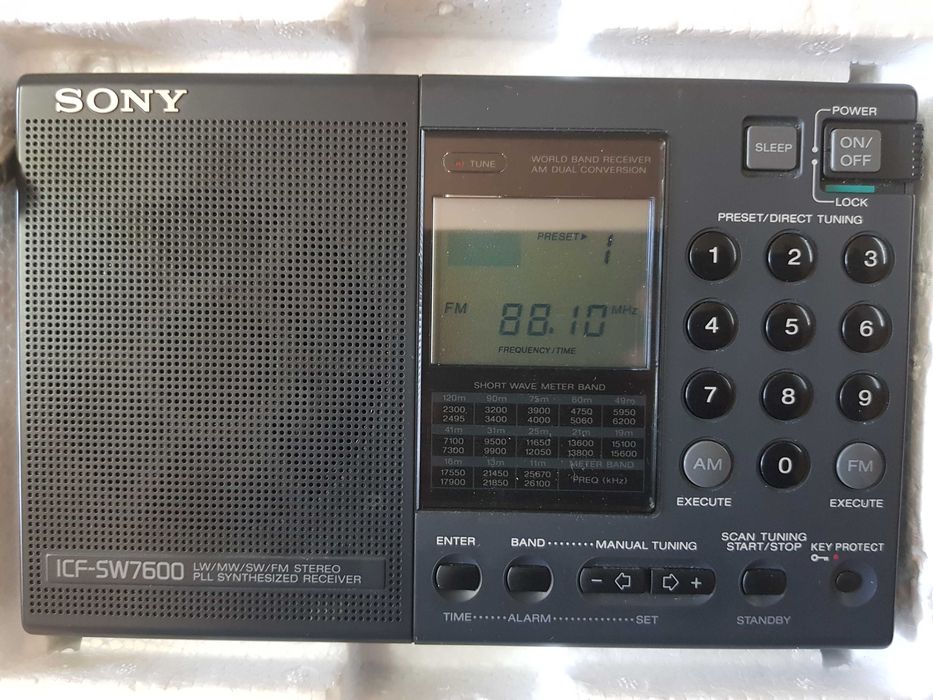 SONY
TUNE
WORLD BAND RECEIVER
AM DUAL CONVERSION
PRESET 1
FM 88.10 MHz
FREQUENCY/TIME
SHORT WAVE METER BAND
120m 90m 75m 60m 49m
2300 3200 3900 4750 5950
2495 3400 4000 5060 6200
41m 31m 25m 21m 19m
7100 9500 11650 13600 15100
7300 9900 12050 13800 15600
16m 13m 11m METER BAND
17550 21450 25670 FREQ (kHz)
17900 21850 26100
POWER
SLEEP
ON/
OFF
LOCK
PRESET/DIRECT TUNING
1 2 3
4 5 6
7 8 9
AM 0 FM
EXECUTE EXECUTE
ICF-SW7600
LW/MW/SW/FM STEREO
PLL SYNTHESIZED RECEIVER
ENTER BAND MANUAL TUNING
SCAN TUNING
START/STOP
KEY PROTECT
- +
TIME ALARM SET
STANDBY